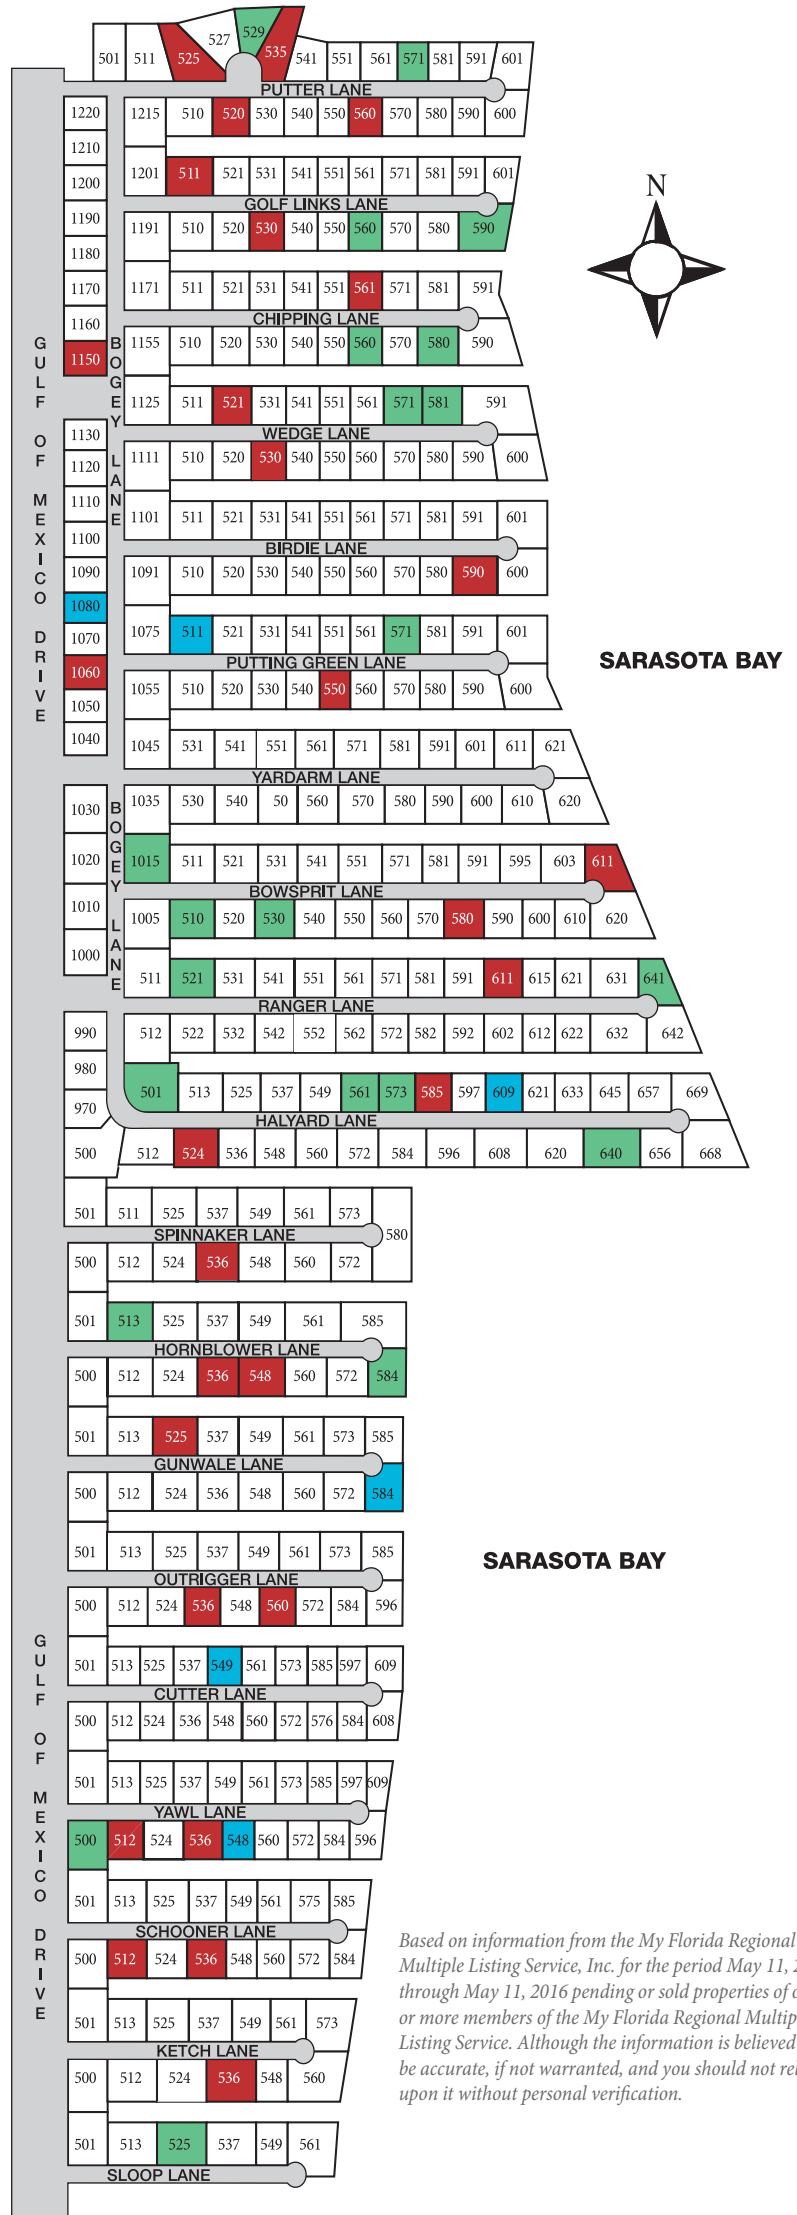 501 511 525 527 529 535 541 551 561 571 581 591 601
PUTTER LANE
1220 1215 510 520 530 540 550 560 570 580 590 600
1210
1200 1201 511 521 531 541 551 561 571 581 591 601
GOLF LINKS LANE
1190 1191 510 520 530 540 550 560 570 580 590
1180
1170 1171 511 521 531 541 551 561 571 581 591
CHIPPING LANE
1160 1155 510 520 530 540 550 560 570 580 590
1150
1125 511 521 531 541 551 561 571 581 591
WEDGE LANE
1130
1120 1111 510 520 530 540 550 560 570 580 590 600
1110 1101 511 521 531 541 551 561 571 581 591 601
BIRDIE LANE
1100
1090 1091 510 520 530 540 550 560 570 580 590 600
1080
1070 1075 511 521 531 541 551 561 571 581 591 601
PUTTING GREEN LANE
1060
1050 1055 510 520 530 540 550 560 570 580 590 600
1040 1045 531 541 551 561 571 581 591 601 611 621
YARDARM LANE
1030 1035 530 540 50 560 570 580 590 600 610 620
1020 1015 511 521 531 541 551 571 581 591 595 603 611
BOWSPRIT LANE
1010 1005 510 520 530 540 550 560 570 580 590 600 610 620
1000 511 521 531 541 551 561 571 581 591 611 615 621 631 641
RANGER LANE
990 512 522 532 542 552 562 572 582 592 602 612 622 632 642
980
970 501 513 525 537 549 561 573 585 597 609 621 633 645 657 669
HALYARD LANE
500 512 524 536 548 560 572 584 596 608 620 640 656 668
501 511 525 537 549 561 573 580
SPINNAKER LANE
500 512 524 536 548 560 572
501 513 525 537 549 561 585
HORNBLOWER LANE
500 512 524 536 548 560 572 584
501 513 525 537 549 561 573 585
GUNWALE LANE
500 512 524 536 548 560 572 584
501 513 525 537 549 561 573 585
OUTRIGGER LANE
500 512 524 536 548 560 572 584 596
501 513 525 537 549 561 573 585 597 609
CUTTER LANE
500 512 524 536 548 560 572 576 584 608
501 513 525 537 549 561 573 585 597 609
YAWL LANE
500 512 524 536 548 560 572 584 596
501 513 525 537 549 561 575 585
SCHOONER LANE
500 512 524 536 548 560 572 584
501 513 525 537 549 561 573
KETCH LANE
500 512 524 536 548 560
501 513 525 537 549 561
SLOOP LANE
GULF OF MEXICO DRIVE
BOGEY LANE
BOGEY LANE
GULF OF MEXICO DRIVE
N
SARASOTA BAY
SARASOTA BAY
Based on information from the My Florida Regional
Multiple Listing Service, Inc. for the period May 11,
through May 11, 2016 pending or sold properties of
or more members of the My Florida Regional
Listing Service. Although the information is believed
be accurate, if not warranted, and you should not
upon it without personal verification.